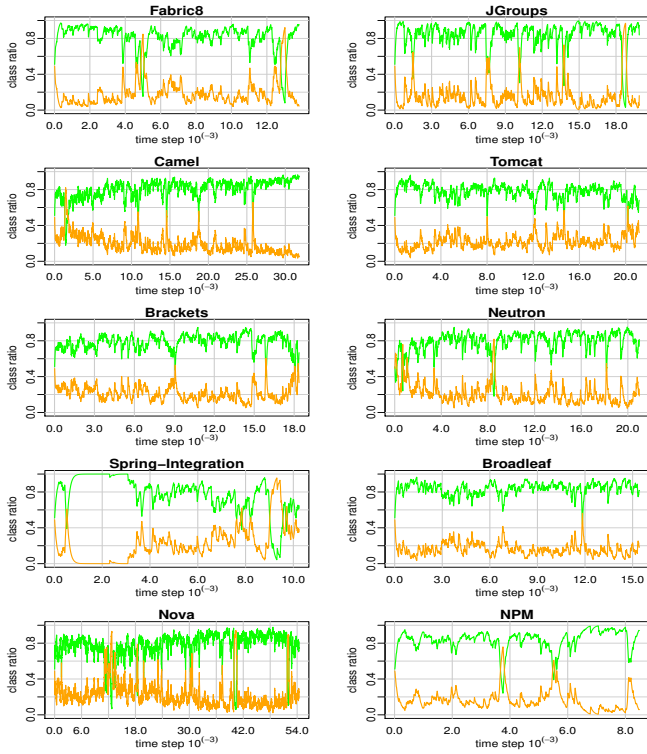 Fabric8
class ratio
0.0 0.4 0.8
0.0 2.0 4.0 6.0 8.0 10.0 12.0
time step 10^(−3)
JGroups
class ratio
0.0 0.4 0.8
0.0 3.0 6.0 9.0 12.0 15.0 18.0
time step 10^(−3)
Camel
class ratio
0.0 0.4 0.8
0.0 5.0 10.0 15.0 20.0 25.0 30.0
time step 10^(−3)
Tomcat
class ratio
0.0 0.4 0.8
0.0 4.0 8.0 12.0 16.0 20.0
time step 10^(−3)
Brackets
class ratio
0.0 0.4 0.8
0.0 3.0 6.0 9.0 12.0 15.0 18.0
time step 10^(−3)
Neutron
class ratio
0.0 0.4 0.8
0.0 3.0 6.0 9.0 12.0 15.0 18.0
time step 10^(−3)
Spring−Integration
class ratio
0.0 0.4 0.8
0.0 2.0 4.0 6.0 8.0 10.0
time step 10^(−3)
Broadleaf
class ratio
0.0 0.4 0.8
0.0 3.0 6.0 9.0 12.0 15.0
time step 10^(−3)
Nova
class ratio
0.0 0.4 0.8
0.0 6.0 18.0 30.0 42.0 54.0
time step 10^(−3)
NPM
class ratio
0.0 0.4 0.8
0.0 2.0 4.0 6.0 8.0
time step 10^(−3)